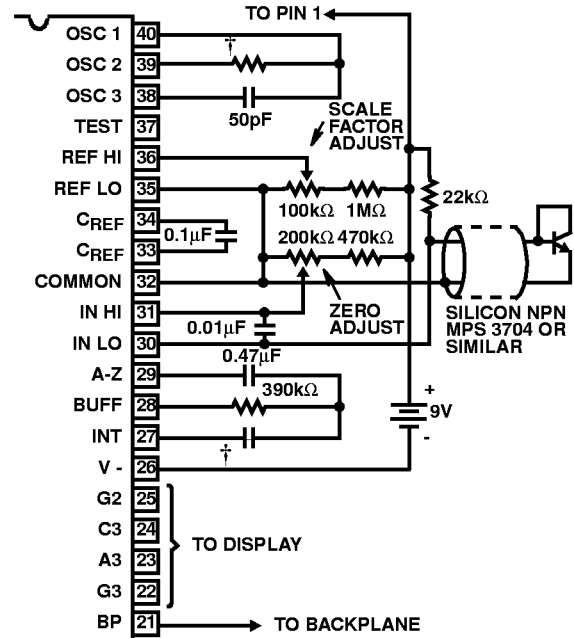 TO PIN 1
OSC 1 40
†
OSC 2 39
OSC 3 38
50pF
TEST 37
SCALE
FACTOR
ADJUST
REF HI 36
REF LO 35
100kΩ 1MΩ
22kΩ
CREF 34
0.1µF
200kΩ 470kΩ
CREF 33
COMMON 32
IN HI 31
ZERO
ADJUST
SILICON NPN
MPS 3704 OR
SIMILAR
0.01µF
IN LO 30
0.47µF
A-Z 29
390kΩ
BUFF 28
+
9V
-
INT 27
†
V - 26
G2 25
C3 24
TO DISPLAY
A3 23
G3 22
BP 21
TO BACKPLANE